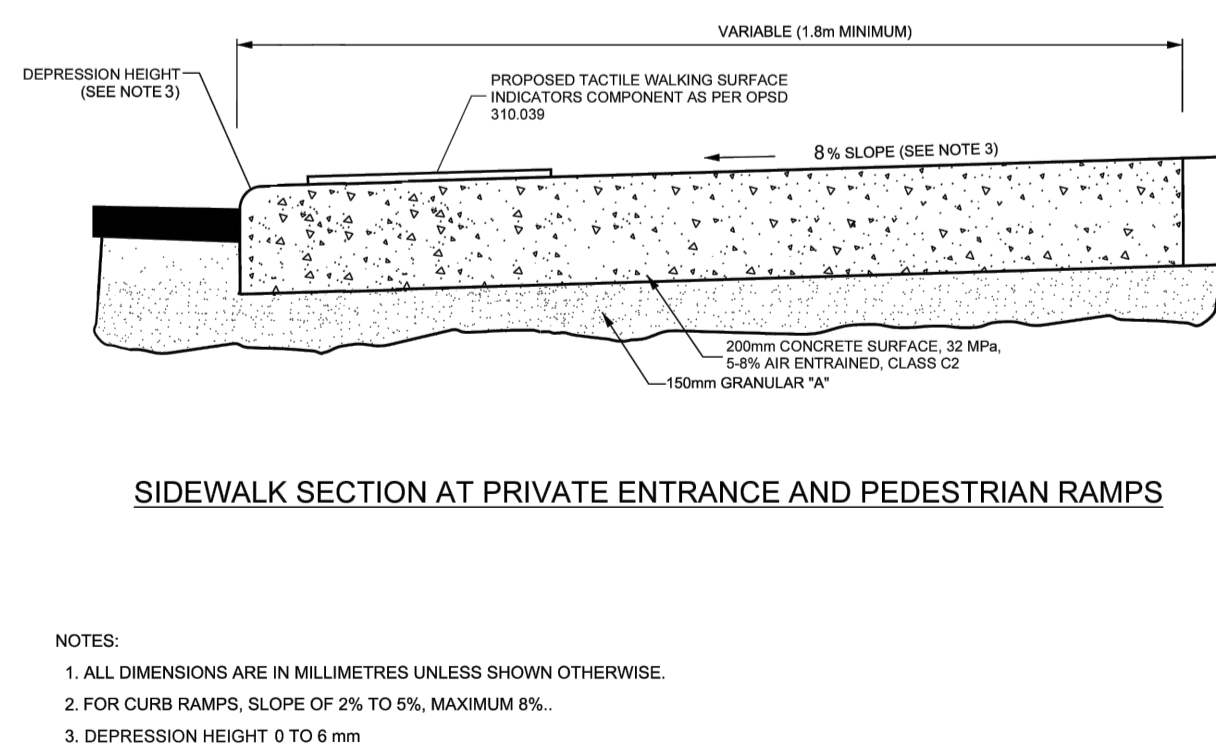 VARIABLE (1.8m MINIMUM)
DEPRESSION HEIGHT
(SEE NOTE 3)
PROPOSED TACTILE WALKING SURFACE
INDICATORS COMPONENT AS PER OPSD
310.039
8% SLOPE (SEE NOTE 3)
200mm CONCRETE SURFACE, 32 MPa,
5-8% AIR ENTRAINED, CLASS C2
150mm GRANULAR "A"
SIDEWALK SECTION AT PRIVATE ENTRANCE AND PEDESTRIAN RAMPS
NOTES:
1. ALL DIMENSIONS ARE IN MILLIMETRES UNLESS SHOWN OTHERWISE.
2. FOR CURB RAMPS, SLOPE OF 2% TO 5%, MAXIMUM 8%..
3. DEPRESSION HEIGHT 0 TO 6 mm